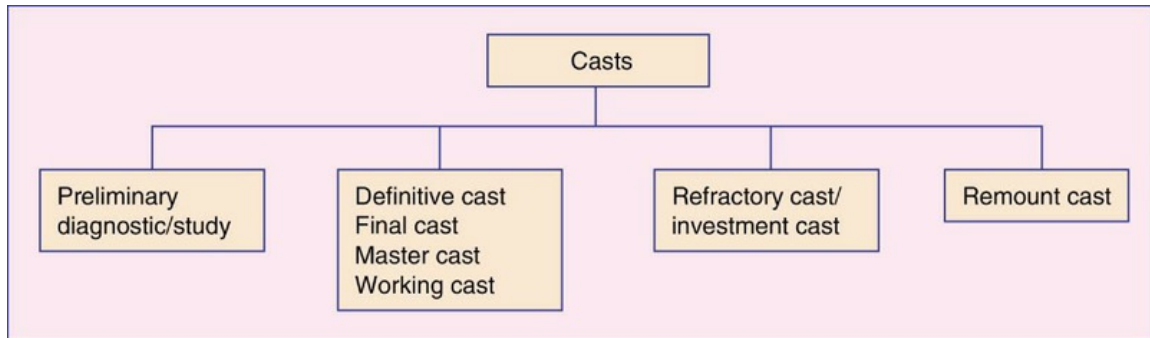 Casts
Preliminary
diagnostic/study
Definitive cast
Final cast
Master cast
Working cast
Refractory cast/
investment cast
Remount cast